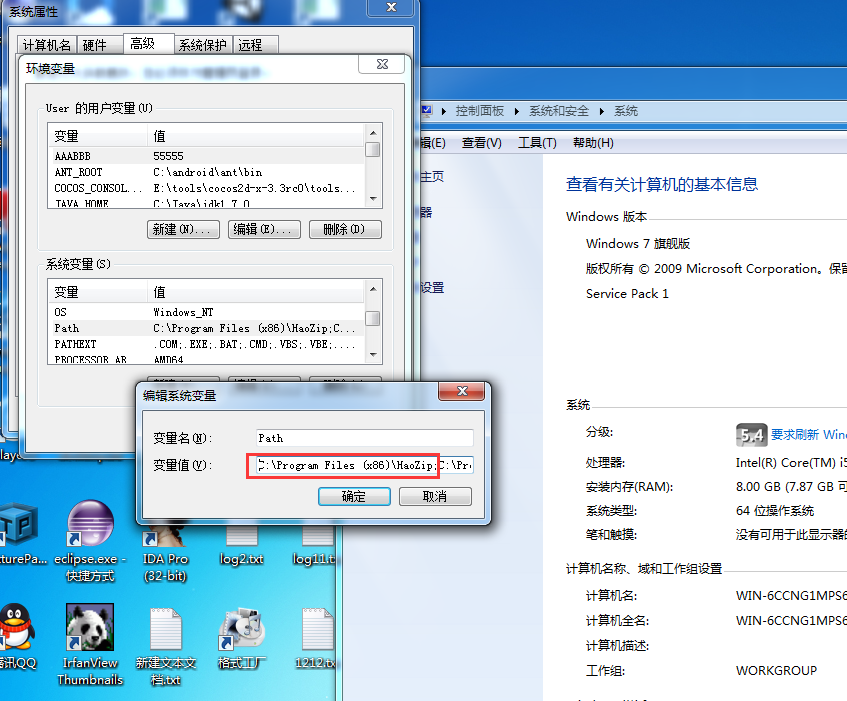 系统属性
计算机名 硬件 高级 系统保护 远程
环境变量
User 的用户变量(U)
变量 值
AAABBB 55555
ANT_ROOT C:\android\ant\bin
COCOS_CONSOL... E:\tools\cocos2d-x-3.3rc0\tools...
JAVA_HOME C:\Java\jdk1.7.0
新建(N)... 编辑(E)... 删除(D)
系统变量(S)
变量 值
OS Windows_NT
Path C:\Program Files (x86)\HaoZip;C...
PATHEXT .COM;.EXE;.BAT;.CMD;.VBS;.VBE;....
PROCESSOR_AR AMD64
编辑系统变量
变量名(N): Path
变量值(V): C:\Program Files (x86)\HaoZip;C:\Pro
确定 取消
控制面板 系统和安全 系统
辑(E) 查看(V) 工具(T) 帮助(H)
主页
器
设置
查看有关计算机的基本信息
Windows 版本
Windows 7 旗舰版
版权所有 © 2009 Microsoft Corporation。保留
Service Pack 1
系统
分级: 5.4 要求刷新 Win
处理器: Intel(R) Core(TM) i5
安装内存(RAM): 8.00 GB (7.87 GB 可
系统类型: 64 位操作系统
笔和触摸: 没有可用于此显示器的
计算机名称、域和工作组设置
计算机名: WIN-6CCNG1MPS6
计算机全名: WIN-6CCNG1MPS6
计算机描述:
工作组: WORKGROUP
xturePa...
eclipse.exe -
快捷方式
IDA Pro
(32-bit)
log2.txt
log11.tx
腾讯QQ
IrfanView
Thumbnails
新建文本文
档.txt
格式工厂
1212.tx